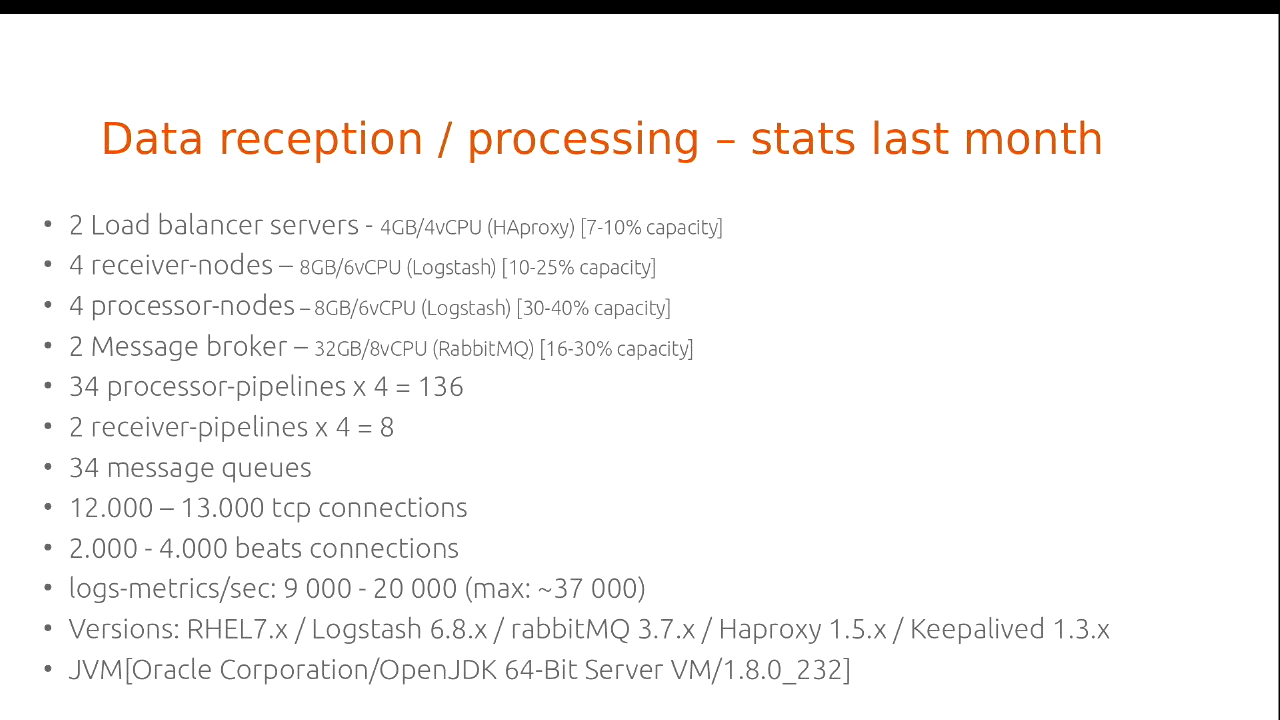 Data reception / processing – stats last month
• 2 Load balancer servers - 4GB/4vCPU (HAproxy) [7-10% capacity]
• 4 receiver-nodes – 8GB/6vCPU (Logstash) [10-25% capacity]
• 4 processor-nodes – 8GB/6vCPU (Logstash) [30-40% capacity]
• 2 Message broker – 32GB/8vCPU (RabbitMQ) [16-30% capacity]
• 34 processor-pipelines x 4 = 136
• 2 receiver-pipelines x 4 = 8
• 34 message queues
• 12.000 – 13.000 tcp connections
• 2.000 - 4.000 beats connections
• logs-metrics/sec: 9 000 - 20 000 (max: ~37 000)
• Versions: RHEL7.x / Logstash 6.8.x / rabbitMQ 3.7.x / Haproxy 1.5.x / Keepalived 1.3.x
• JVM[Oracle Corporation/OpenJDK 64-Bit Server VM/1.8.0_232]